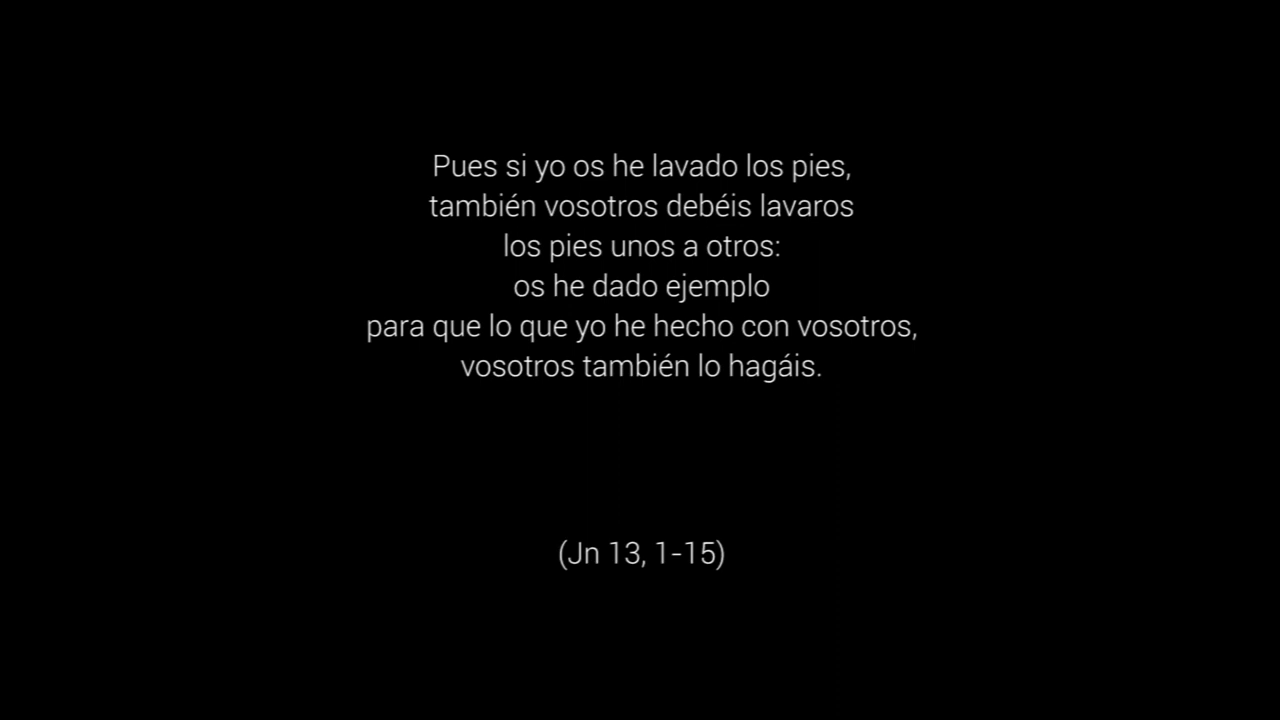 Pues si yo os he lavado los pies,
también vosotros debéis lavaros
los pies unos a otros:
os he dado ejemplo
para que lo que yo he hecho con vosotros,
vosotros también lo hagáis.
(Jn 13, 1-15)